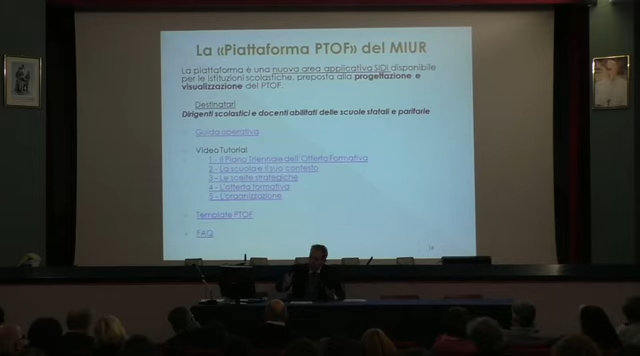 La «Piattaforma PTOF» del MIUR
La piattaforma è una nuova area applicativa SIDI disponibile
per le istituzioni scolastiche, preposta alla progettazione e
visualizzazione del PTOF.
Destinatari
Dirigenti scolastici e docenti abilitati delle scuole statali e paritarie
Guida operativa
Video Tutorial:
1 - Il Piano Triennale dell'Offerta Formativa
2 - La scuola e il suo contesto
3 - Le scelte strategiche
4 - L'offerta formativa
5 - L'organizzazione
Template PTOF
FAQ